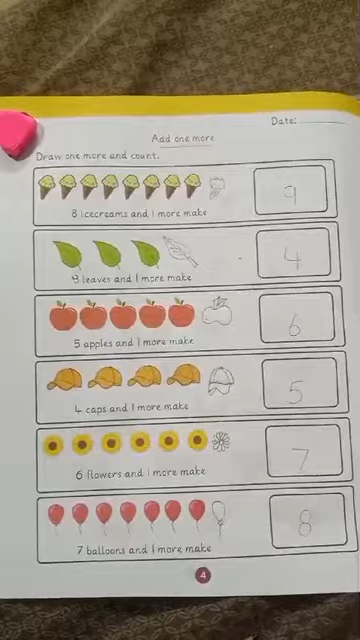 Date:
Add one more
Draw one more and count.
9
8 icecreams and 1 more make
4
3 leaves and 1 more make
6
5 apples and 1 more make
5
4 caps and 1 more make
7
6 flowers and 1 more make
8
7 balloons and 1 more make
4